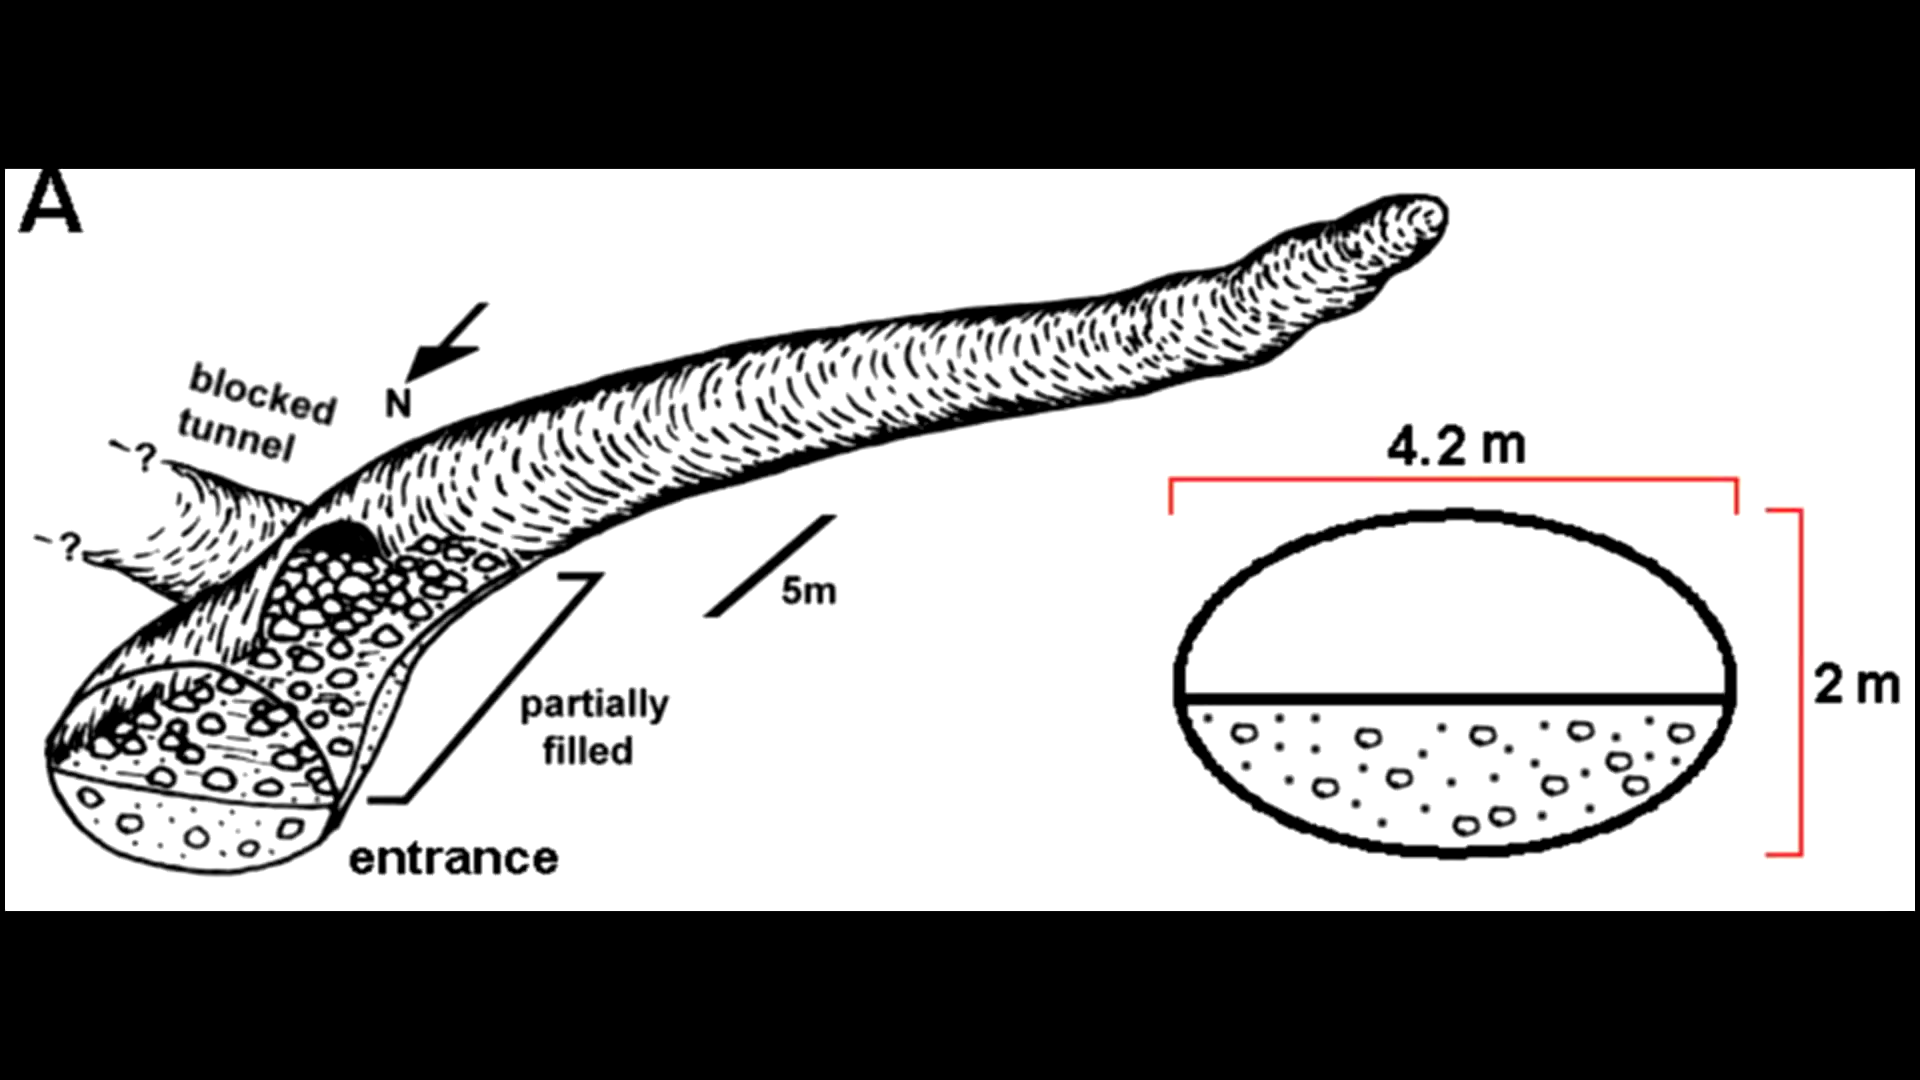 A
blocked
tunnel
N
-?
-?
5m
partially
filled
entrance
4.2 m
2 m